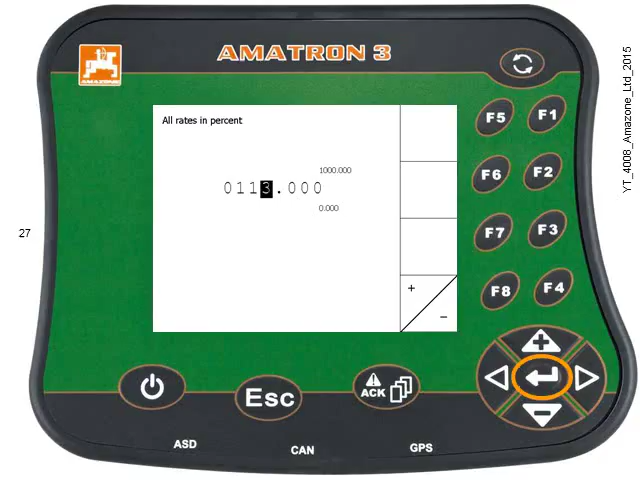 AMATRON 3
AMAZONE
All rates in percent
1000.000
0113.000
0.000
+
−
F5
F1
F6
F2
F7
F3
F8
F4
Esc
ACK
ASD
CAN
GPS
27
YT_4008_Amazone_Ltd_2015